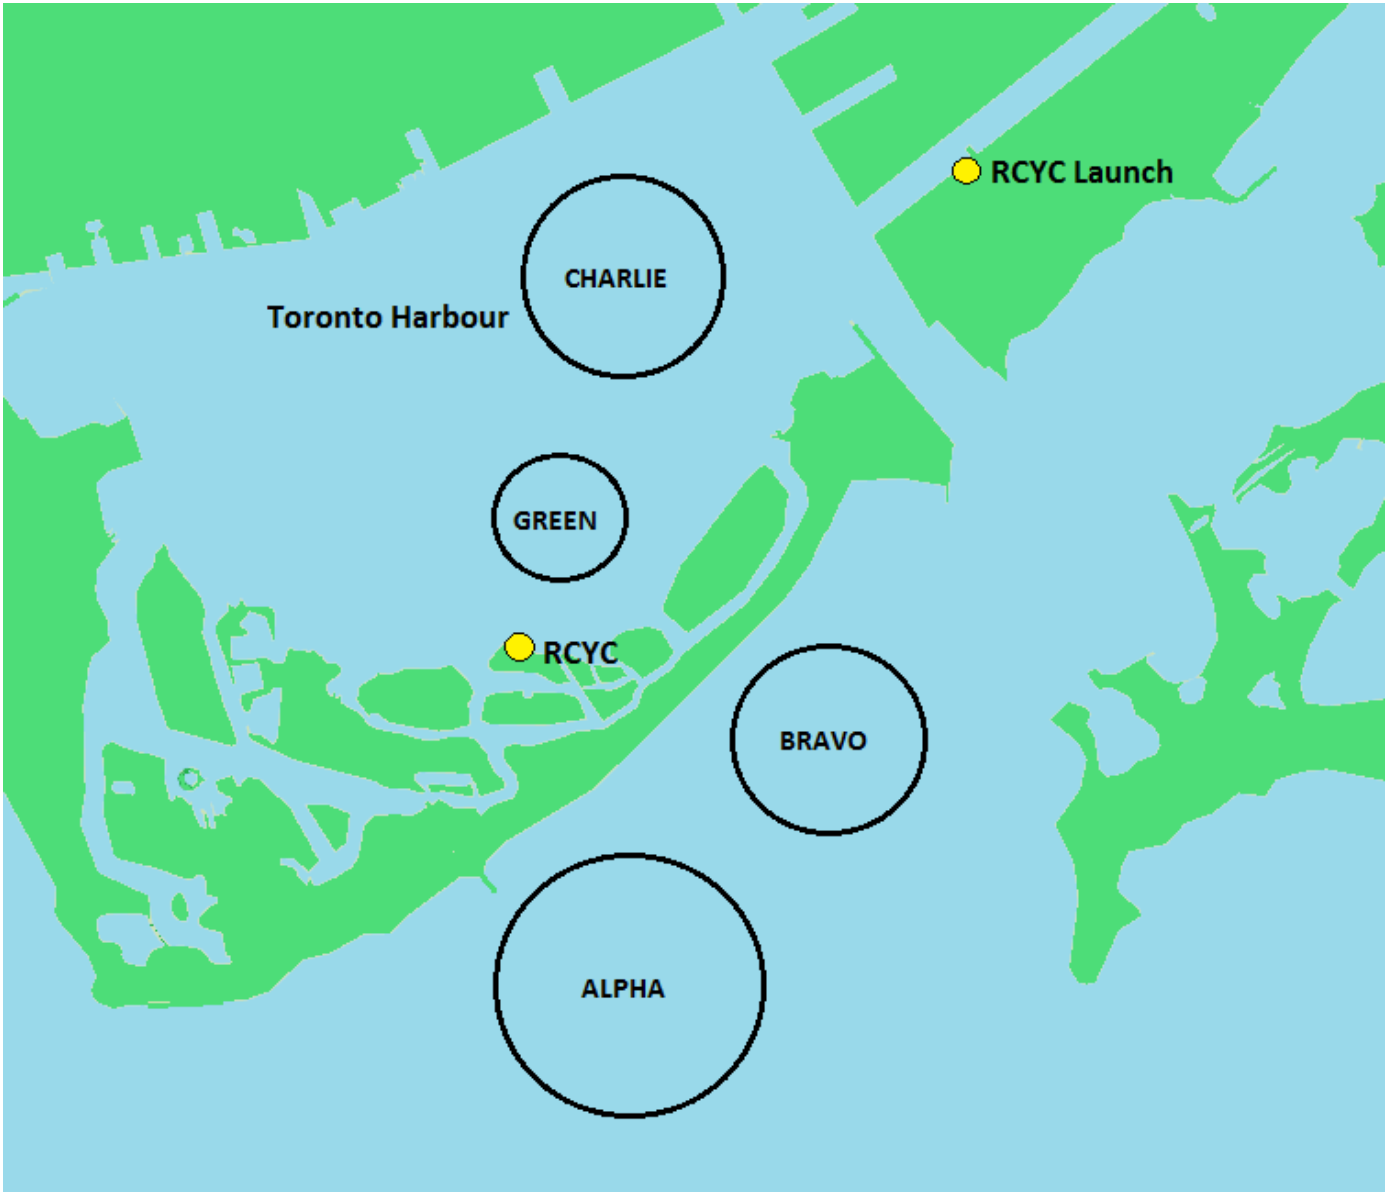 RCYC Launch
CHARLIE
Toronto Harbour
GREEN
RCYC
BRAVO
ALPHA